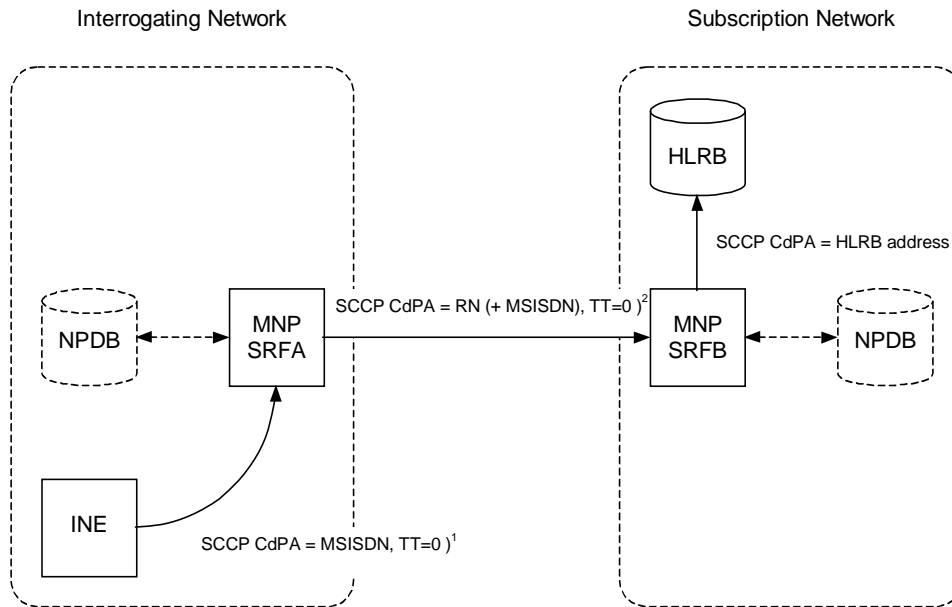 Interrogating Network
Subscription Network
HLRB
SCCP CdPA = HLRB address
SCCP CdPA = RN (+ MSISDN), TT=0 )2
NPDB
MNP
SRFA
MNP
SRFB
NPDB
INE
SCCP CdPA = MSISDN, TT=0 )1